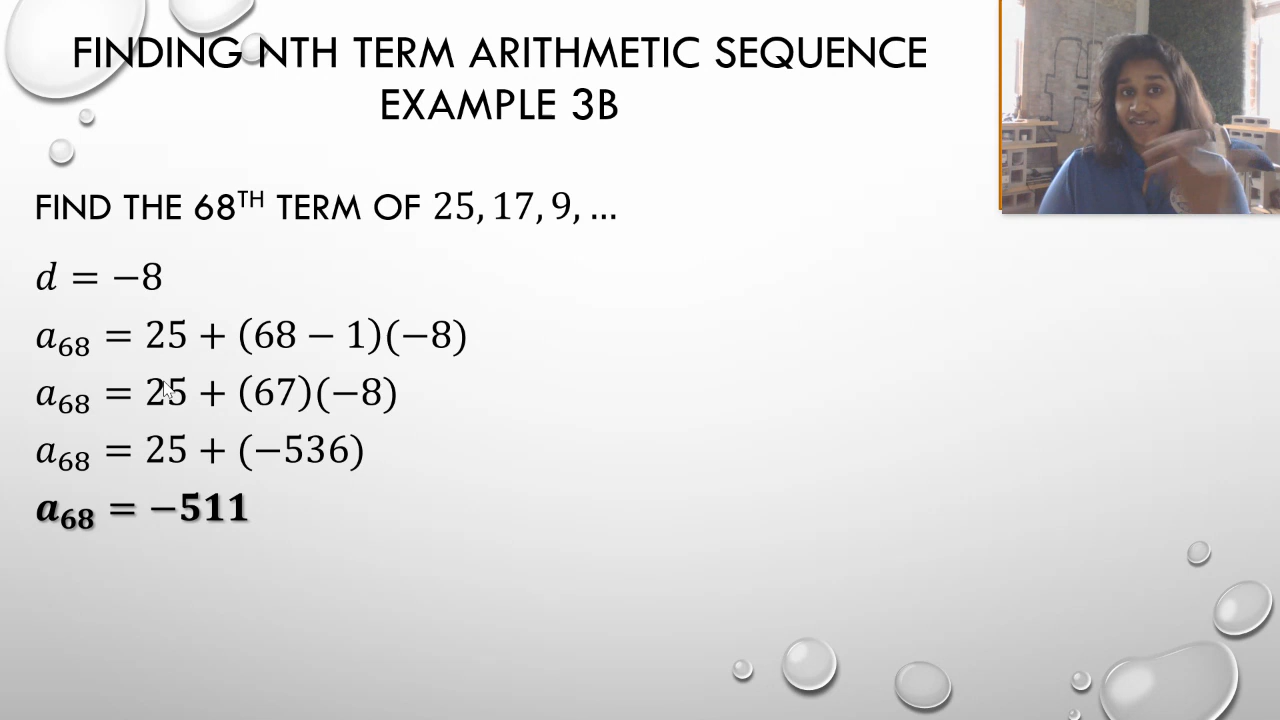 FINDING NTH TERM ARITHMETIC SEQUENCE
EXAMPLE 3B
FIND THE 68TH TERM OF 25, 17, 9, …
d = −8
a₆₈ = 25 + (68 − 1)(−8)
a₆₈ = 25 + (67)(−8)
a₆₈ = 25 + (−536)
a₆₈ = −511